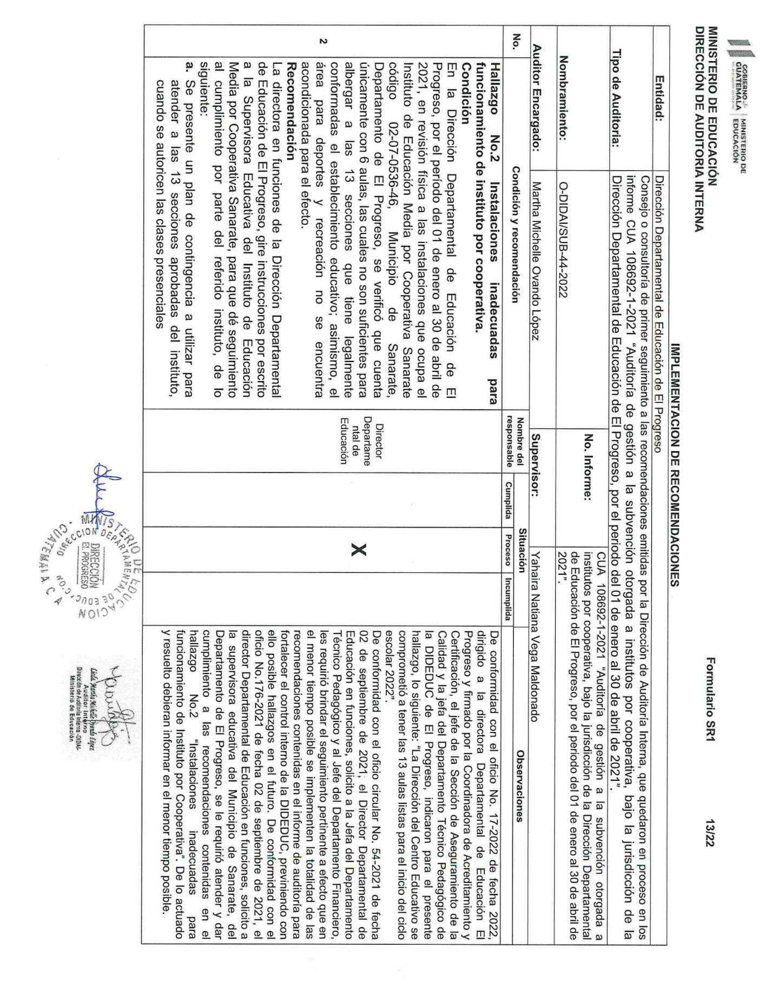 GOBIERNO de
GUATEMALA
MINISTERIO DE
EDUCACIÓN
MINISTERIO DE EDUCACIÓN
DIRECCIÓN DE AUDITORIA INTERNA
Formulario SR1
13/22
IMPLEMENTACION DE RECOMENDACIONES
Entidad:
Dirección Departamental de Educación de El Progreso
Tipo de Auditoria:
Consejo o consultoría de primer seguimiento a las recomendaciones emitidas por la Dirección de Auditoría Interna, que quedaron en proceso en los
informe CUA 108692-1-2021 “Auditoría de gestión a la subvención otorgada a institutos por cooperativa, bajo la jurisdicción de la
Dirección Departamental de Educación de El Progreso, por el periodo del 01 de enero al 30 de abril de 2021”.
Nombramiento:
O-DIDAI/SUB-44-2022
No. Informe:
CUA 108692-1-2021 “Auditoría de gestión a la subvención otorgada a
institutos por cooperativa, bajo la jurisdicción de la Dirección Departamental
de Educación de El Progreso, por el periodo del 01 de enero al 30 de abril de
2021”.
Auditor Encargado:
Martha Michelle Ovando López
Supervisor:
Yahaira Natiana Vega Maldonado
No.
Condición y recomendación
Nombre del
responsable
Situación
Cumplida
Proceso
Incumplida
Observaciones
2
Hallazgo No.2 Instalaciones inadecuadas para
funcionamiento de instituto por cooperativa.
Condición
En la Dirección Departamental de Educación de El
Progreso, por el período del 01 de enero al 30 de abril de
2021, en revisión física a las instalaciones que ocupa el
Instituto de Educación Media por Cooperativa Sanarate
código 02-07-0536-46, Municipio de Sanarate,
Departamento de El Progreso, se verificó que cuenta
únicamente con 6 aulas, las cuales no son suficientes para
albergar a las 13 secciones que tiene legalmente
conformadas el establecimiento educativo; asimismo, el
área para deportes y recreación no se encuentra
acondicionada para el efecto.
Recomendación
La directora en funciones de la Dirección Departamental
de Educación de El Progreso, gire instrucciones por escrito
a la Supervisora Educativa del Instituto de Educación
Media por Cooperativa Sanarate, para que dé seguimiento
al cumplimiento por parte del referido instituto, de lo
siguiente:
a. Se presente un plan de contingencia a utilizar para
atender a las 13 secciones aprobadas del instituto,
cuando se autoricen las clases presenciales
Director
Departame
ntal de
Educación
X
De conformidad con el oficio No. 17-2022 de fecha 2022,
dirigido a la directora Departamental de Educación El
Progreso y firmado por la Coordinadora de Acreditamiento y
Certificación, el jefe de la Sección de Aseguramiento de la
Calidad y la jefa del Departamento Técnico Pedagógico de
la DIDEDUC de El Progreso, indicaron para el presente
hallazgo, lo siguiente: “La Dirección del Centro Educativo se
comprometió a tener las 13 aulas listas para el inicio del ciclo
escolar 2022”.
De conformidad con el oficio circular No. 54-2021 de fecha
02 de septiembre de 2021; el Director Departamental de
Educación en funciones, solicito a la Jefa del Departamento
Técnico Pedagógico y al Jefe del Departamento Financiero,
les requirió brindar el seguimiento pertinente a efecto que en
el menor tiempo posible se implementen la totalidad de las
recomendaciones contenidas en el informe de auditoría para
fortalecer el control interno de la DIDEDUC, previniendo con
ello posible hallazgos en el futuro. De conformidad con el
oficio No.176-2021 de fecha 02 de septiembre de 2021, el
director Departamental de Educación en funciones, solicito a
la supervisora educativa del Municipio de Sanarate, del
Departamento de El Progreso, se le requirió atender y dar
cumplimiento a las recomendaciones contenidas en el
hallazgo No.2 “Instalaciones inadecuadas para
funcionamiento de Instituto por Cooperativa”. De lo actuado
y resuelto debieran informar en el menor tiempo posible.
MINISTERIO DE EDUCACION
DIRECCION DEPARTAMENTAL DE EDUC
DIRECCIÓN
EL PROGRESO
GUATEMALA C A
Licda. Martha Michelle Ovando López
Auditor Interno
Dirección de Auditoría Interna -DIDAI-
Ministerio de Educación